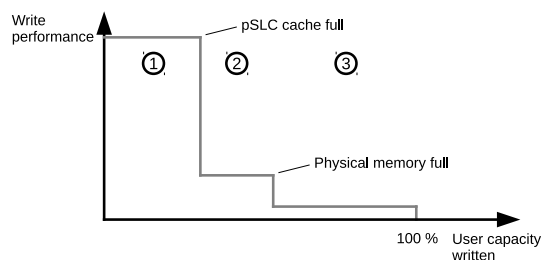 Write
performance
pSLC cache full
1
2
3
Physical memory full
100 %
User capacity
written